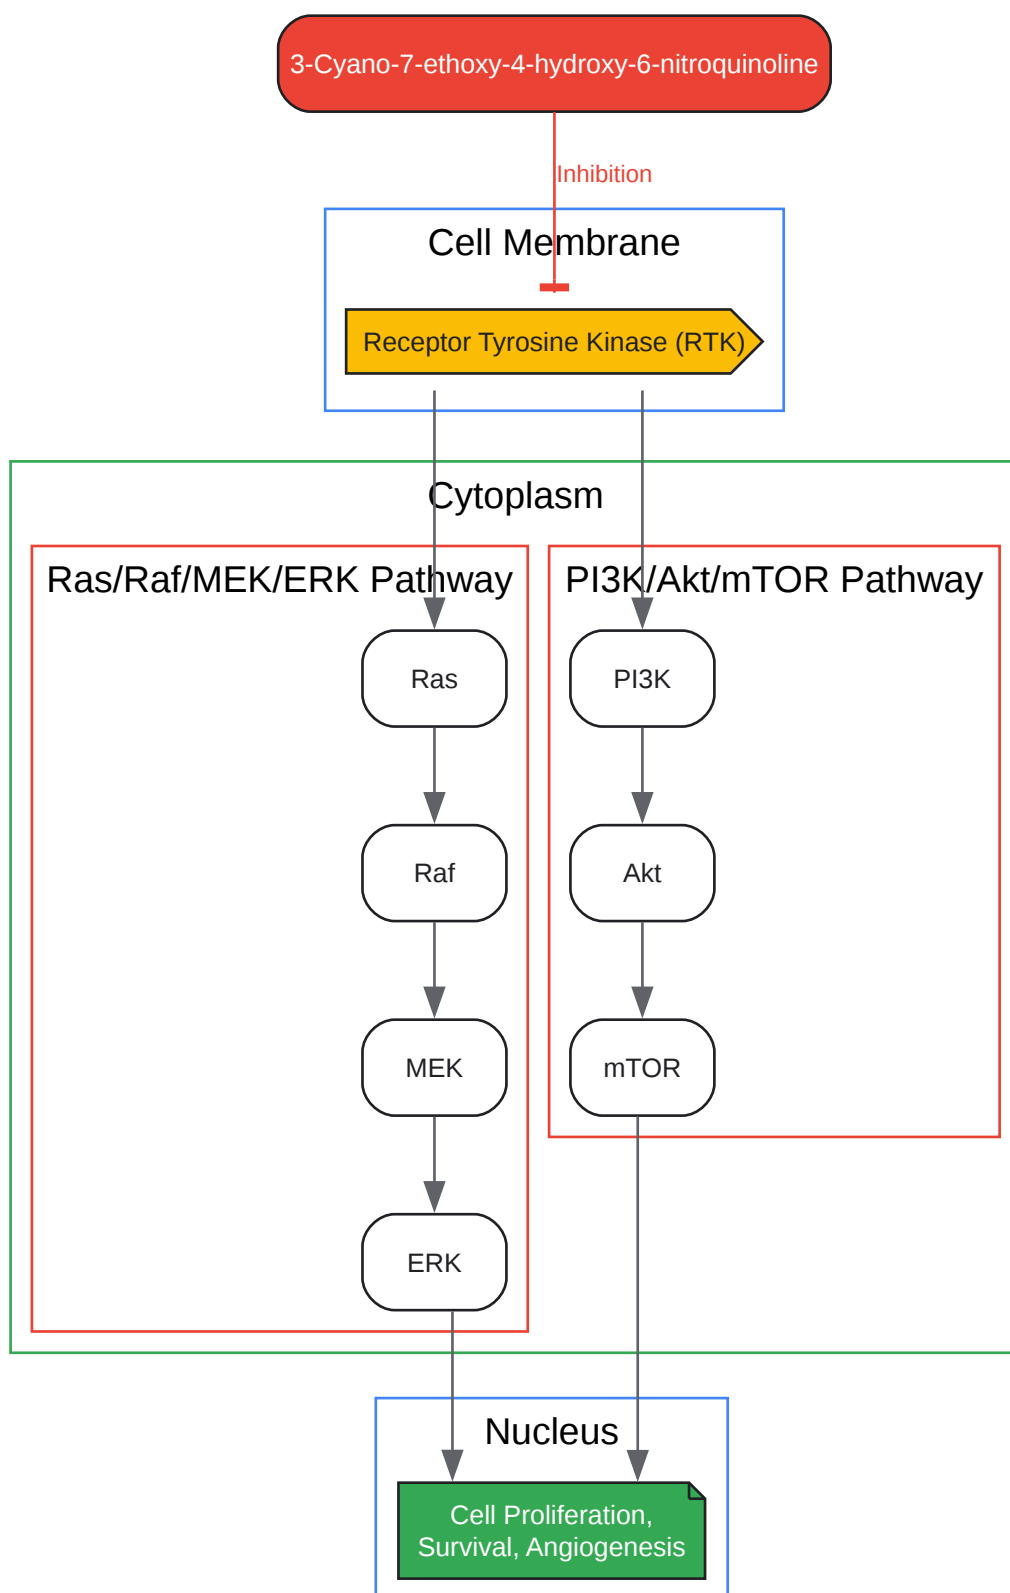 3-Cyano-7-ethoxy-4-hydroxy-6-nitroquinoline
Inhibition
Cell Membrane
Receptor Tyrosine Kinase (RTK)
Cytoplasm
Ras/Raf/MEK/ERK Pathway
PI3K/Akt/mTOR Pathway
Ras
PI3K
Raf
Akt
MEK
mTOR
ERK
Nucleus
Cell Proliferation,
Survival, Angiogenesis